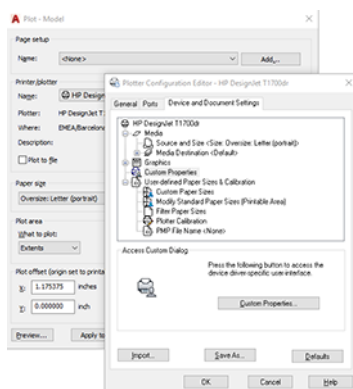 Plot - Model
Page setup
Name: <None> Add...
Printer/plotter
Name: HP Design
Plotter: HP DesignJet T1
Where: EMEA/Barcelona
Description:
Plot to file
Paper size
Oversize: Letter (portrait)
Plot area
What to plot:
Extents
Plot offset (origin set to printa
X: 1.175375 inches
Y: 0.000000 inch
Preview... Apply to
Plotter Configuration Editor - HP DesignJet T1700dr
General Ports Device and Document Settings
HP DesignJet T1700dr
Media
Source and Size <Size: Oversize: Letter (portrait)>
Media Destination <Default>
Graphics
Custom Properties
User-defined Paper Sizes & Calibration
Custom Paper Sizes
Modify Standard Paper Sizes (Printable Area)
Filter Paper Sizes
Plotter Calibration
PMP File Name <None>
Access Custom Dialog
Press the following button to access the
device driver-specific user-interface.
Custom Properties...
Import... Save As... Defaults
OK Cancel Help